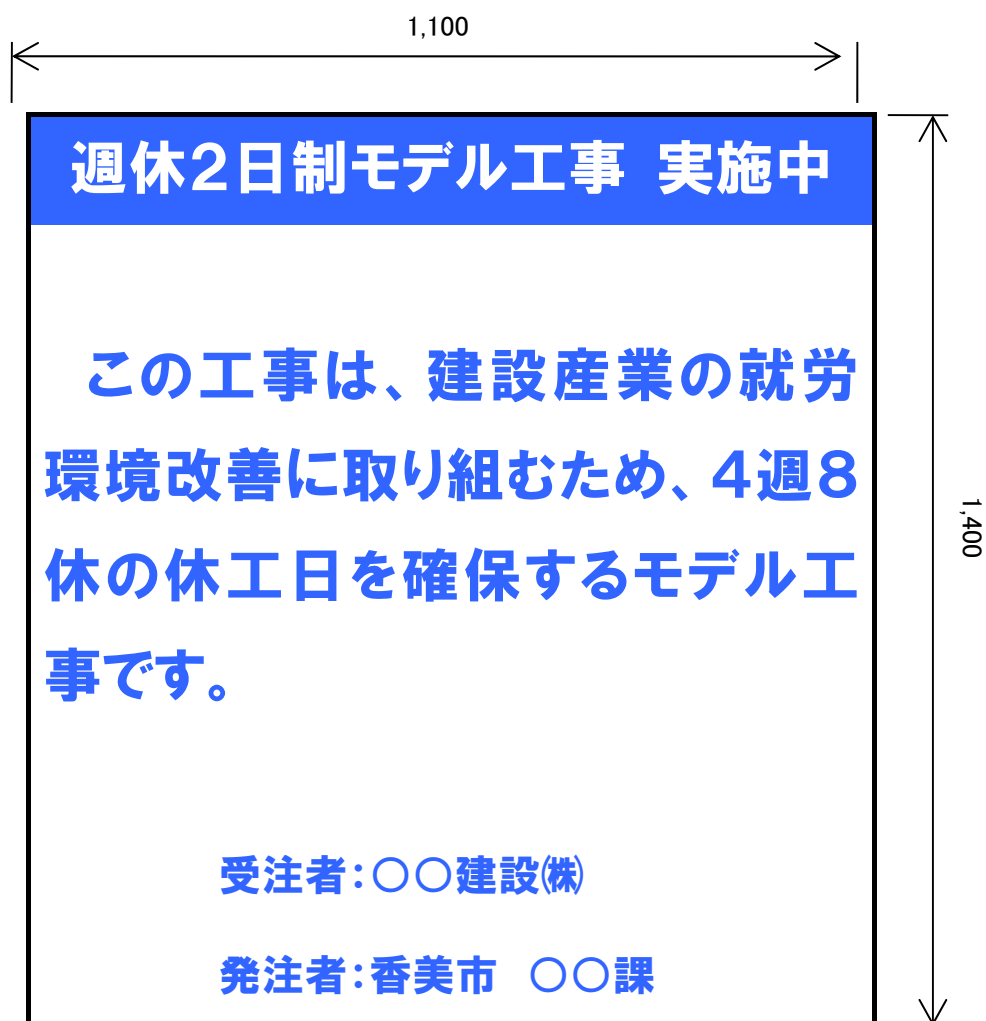 1,100
週休2日制モデル工事　実施中
この工事は、建設産業の就労
環境改善に取り組むため、4週8
休の休工日を確保するモデル工
事です。
1,400
受注者：○○建設㈱
発注者：香美市　○○課